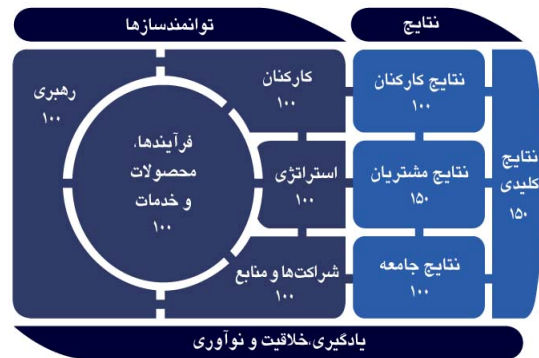 توانمندسازها
نتایج
رهبری
۱۰۰
فرآیندها،
محصولات
و خدمات
۱۰۰
کارکنان
۱۰۰
استراتژی
۱۰۰
شراکت‌ها و منابع
۱۰۰
نتایج کارکنان
۱۰۰
نتایج مشتریان
۱۵۰
نتایج جامعه
۱۰۰
نتایج
کلیدی
۱۵۰
یادگیری،خلاقیت و نوآوری